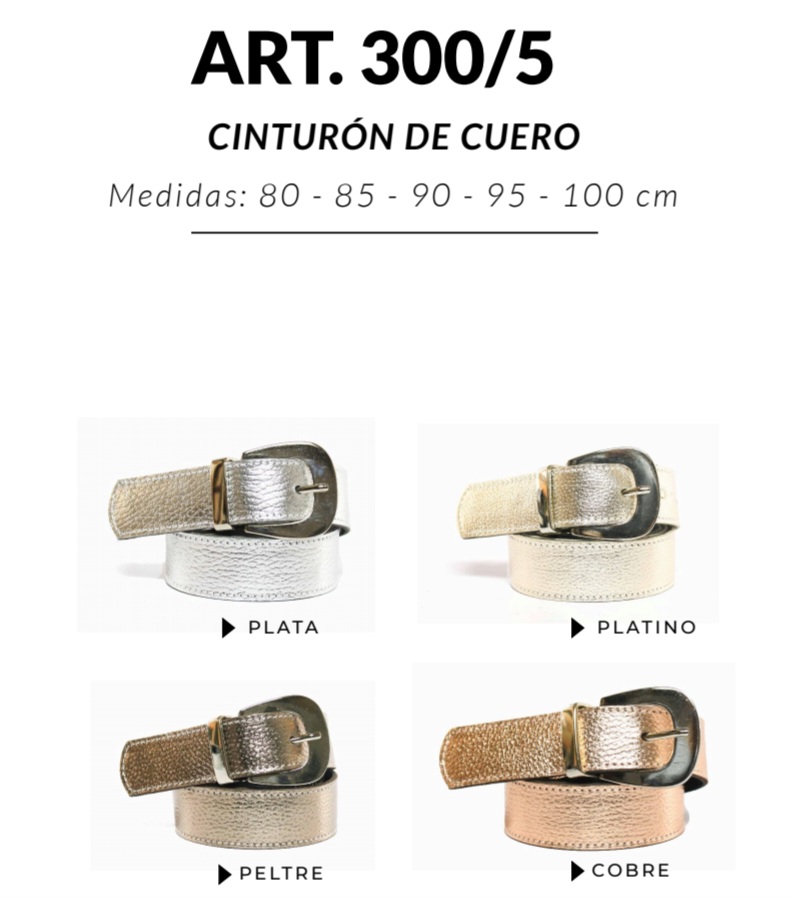 ART. 300/5
CINTURÓN DE CUERO
Medidas: 80 - 85 - 90 - 95 - 100 cm
PLATA
PLATINO
PELTRE
COBRE